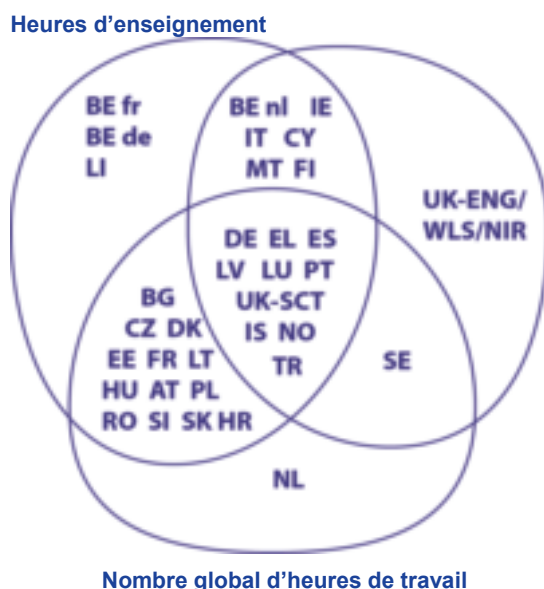 Heures d’enseignement
BE fr
BE de
LI
BE nl IE
IT CY
MT FI
UK-ENG/
WLS/NIR
DE EL ES
LV LU PT
UK-SCT
IS NO
TR
BG
CZ DK
EE FR LT
HU AT PL
RO SI SK HR
SE
NL
Nombre global d’heures de travail